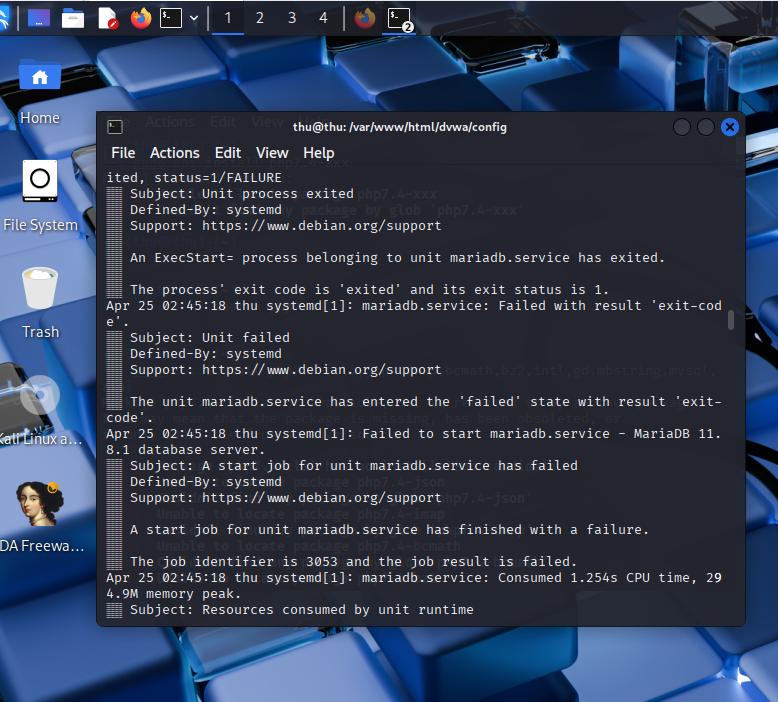 1 2 3 4
2
Home
File System
Trash
Kali Linux a...
DA Freewa...
thu@thu: /var/www/html/dvwa/config
File Actions Edit View Help
ited, status=1/FAILURE
░░ Subject: Unit process exited
░░ Defined-By: systemd
░░ Support: https://www.debian.org/support
░░
░░ An ExecStart= process belonging to unit mariadb.service has exited.
░░
░░ The process' exit code is 'exited' and its exit status is 1.
Apr 25 02:45:18 thu systemd[1]: mariadb.service: Failed with result 'exit-cod
e'.
░░ Subject: Unit failed
░░ Defined-By: systemd
░░ Support: https://www.debian.org/support
░░
░░ The unit mariadb.service has entered the 'failed' state with result 'exit-
code'.
Apr 25 02:45:18 thu systemd[1]: Failed to start mariadb.service - MariaDB 11.
8.1 database server.
░░ Subject: A start job for unit mariadb.service has failed
░░ Defined-By: systemd
░░ Support: https://www.debian.org/support
░░
░░ A start job for unit mariadb.service has finished with a failure.
░░
░░ The job identifier is 3053 and the job result is failed.
Apr 25 02:45:18 thu systemd[1]: mariadb.service: Consumed 1.254s CPU time, 29
4.9M memory peak.
░░ Subject: Resources consumed by unit runtime